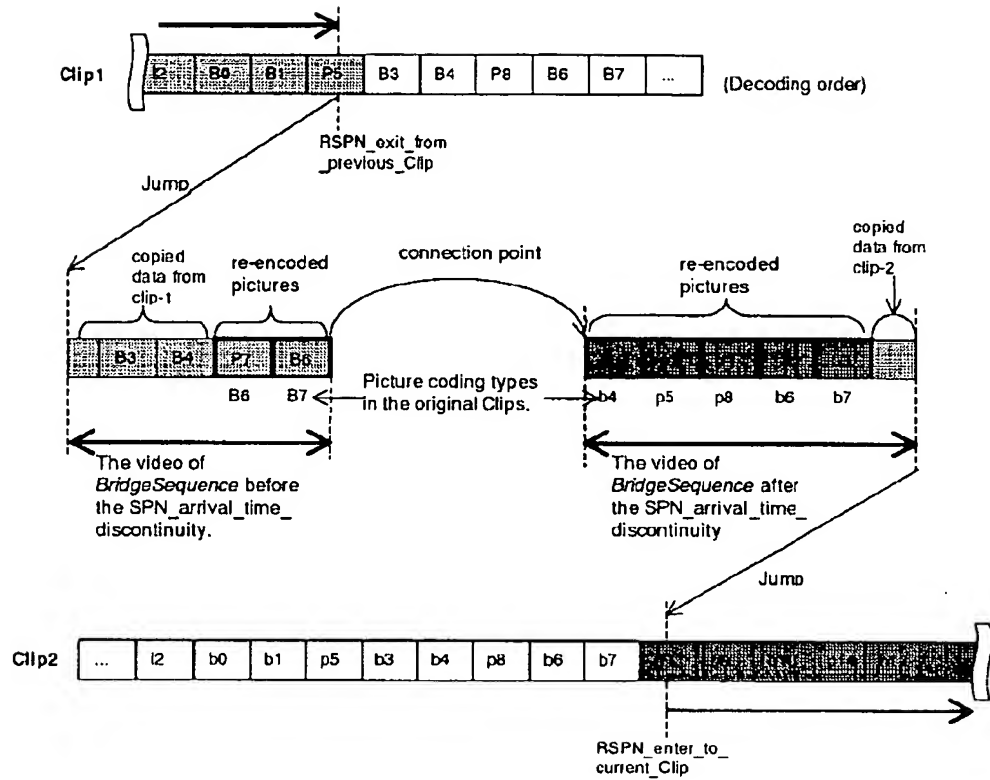 Clip1
I2 B0 B1 P5 B3 B4 P8 B6 B7 ...
(Decoding order)
RSPN_exit_from
_previous_Clip
Jump
copied
data from
clip-1
re-encoded
pictures
connection point
re-encoded
pictures
copied
data from
clip-2
B3 B4 P7 B6
B6 B7
Picture coding types
in the original Clips.
b4 p5 p8 b6 b7
The video of
BridgeSequence before
the SPN_arrival_time_
discontinuity.
The video of
BridgeSequence after
the SPN_arrival_time_
discontinuity
Jump
Clip2
... I2 b0 b1 p5 b3 b4 p8 b6 b7
RSPN_enter_to_
current_Clip